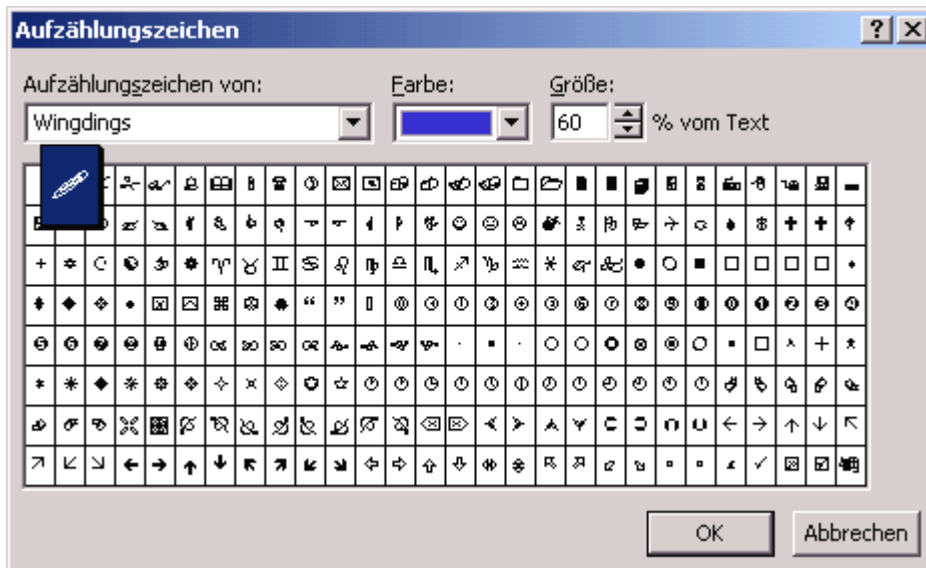 Aufzählungszeichen
Aufzählungszeichen von: Farbe: Größe:
Wingdings 60 % vom Text
OK Abbrechen